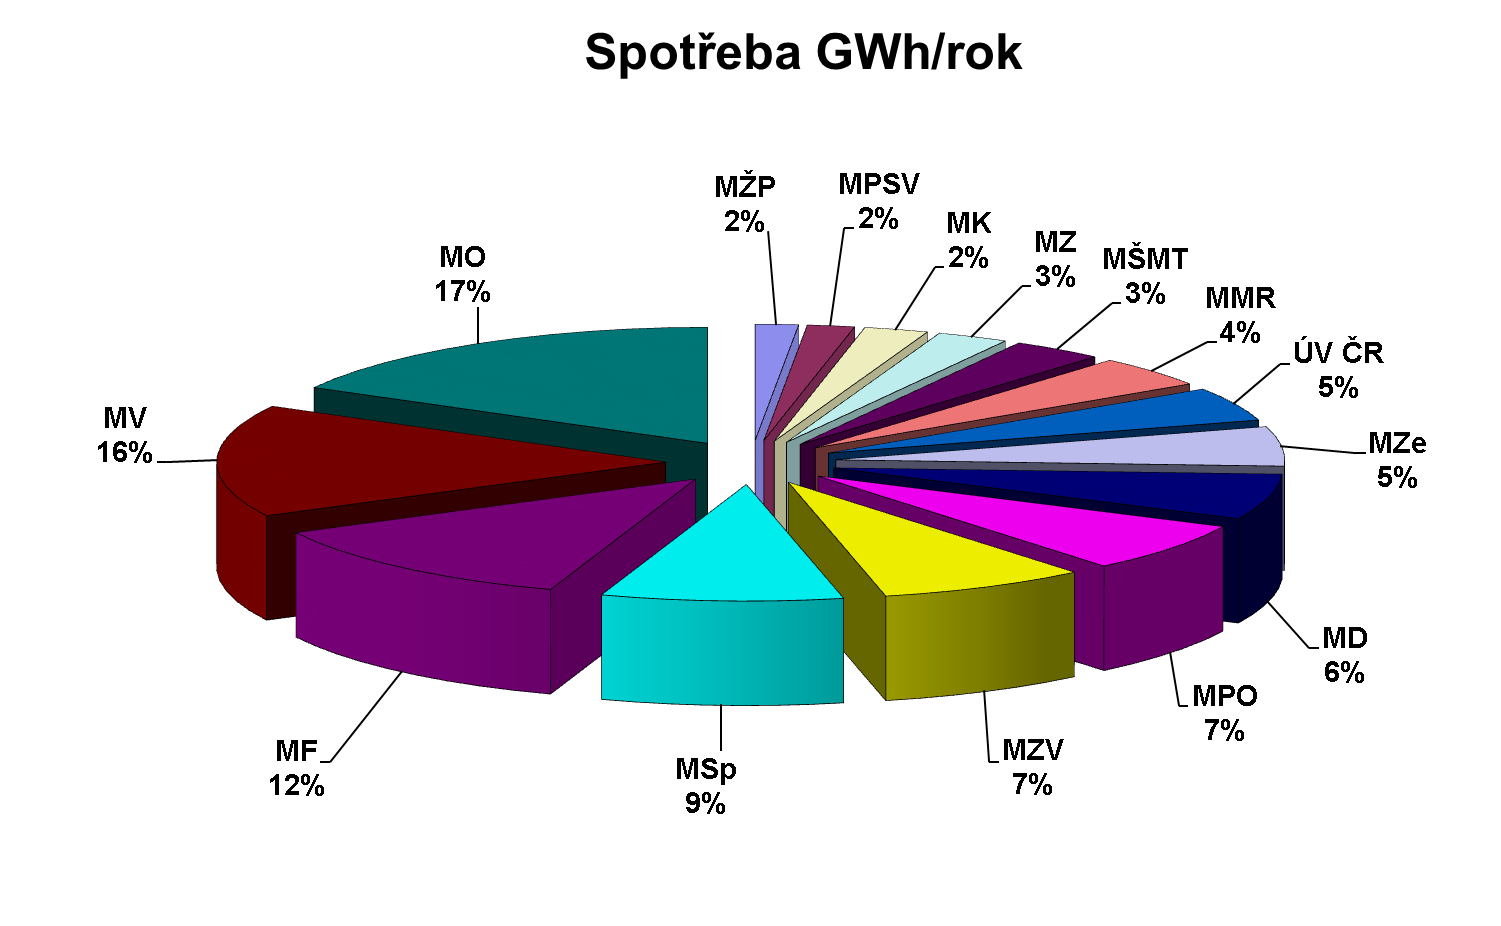 Spotřeba GWh/rok
MŽP
2%
MPSV
2%
MK
2%
MZ
3%
MŠMT
3%
MMR
4%
ÚV ČR
5%
MZe
5%
MD
6%
MPO
7%
MZV
7%
MSp
9%
MF
12%
MV
16%
MO
17%